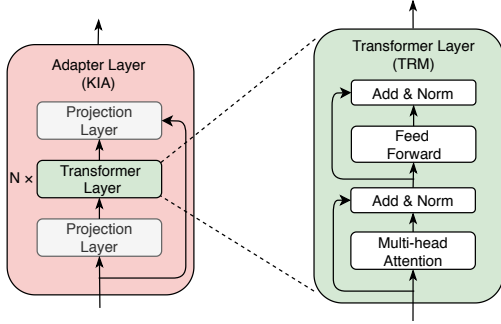 Adapter Layer
(KIA)
Projection
Layer
N ×
Transformer
Layer
Projection
Layer
Transformer Layer
(TRM)
Add & Norm
Feed
Forward
Add & Norm
Multi-head
Attention